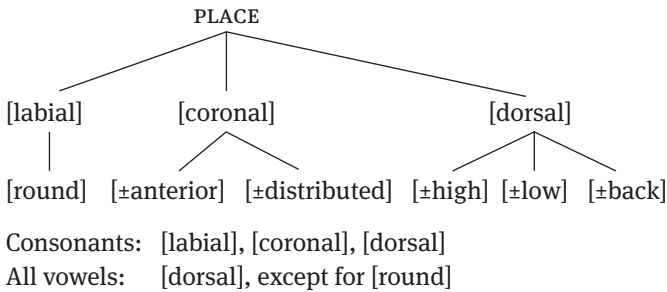 PLACE
[labial] [coronal] [dorsal]
[round] [±anterior] [±distributed] [±high] [±low] [±back]
Consonants: [labial], [coronal], [dorsal]
All vowels: [dorsal], except for [round]